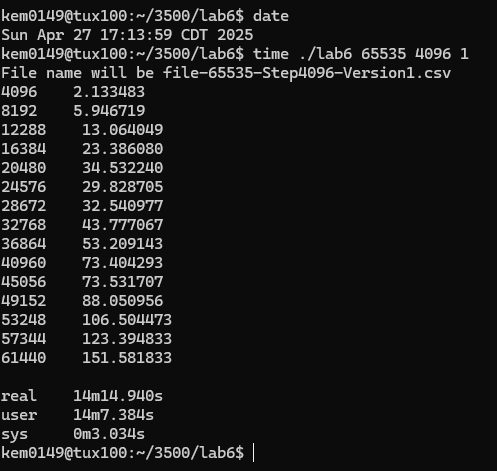 kem0149@tux100:~/3500/lab6$ date
Sun Apr 27 17:13:59 CDT 2025
kem0149@tux100:~/3500/lab6$ time ./lab6 65535 4096 1
File name will be file-65535-Step4096-Version1.csv
4096    2.133483
8192    5.946719
12288    13.064049
16384    23.386080
20480    34.532240
24576    29.828705
28672    32.540977
32768    43.777067
36864    53.209143
40960    73.404293
45056    73.531707
49152    88.050956
53248    106.504473
57344    123.394833
61440    151.581833

real    14m14.940s
user    14m7.384s
sys     0m3.034s
kem0149@tux100:~/3500/lab6$